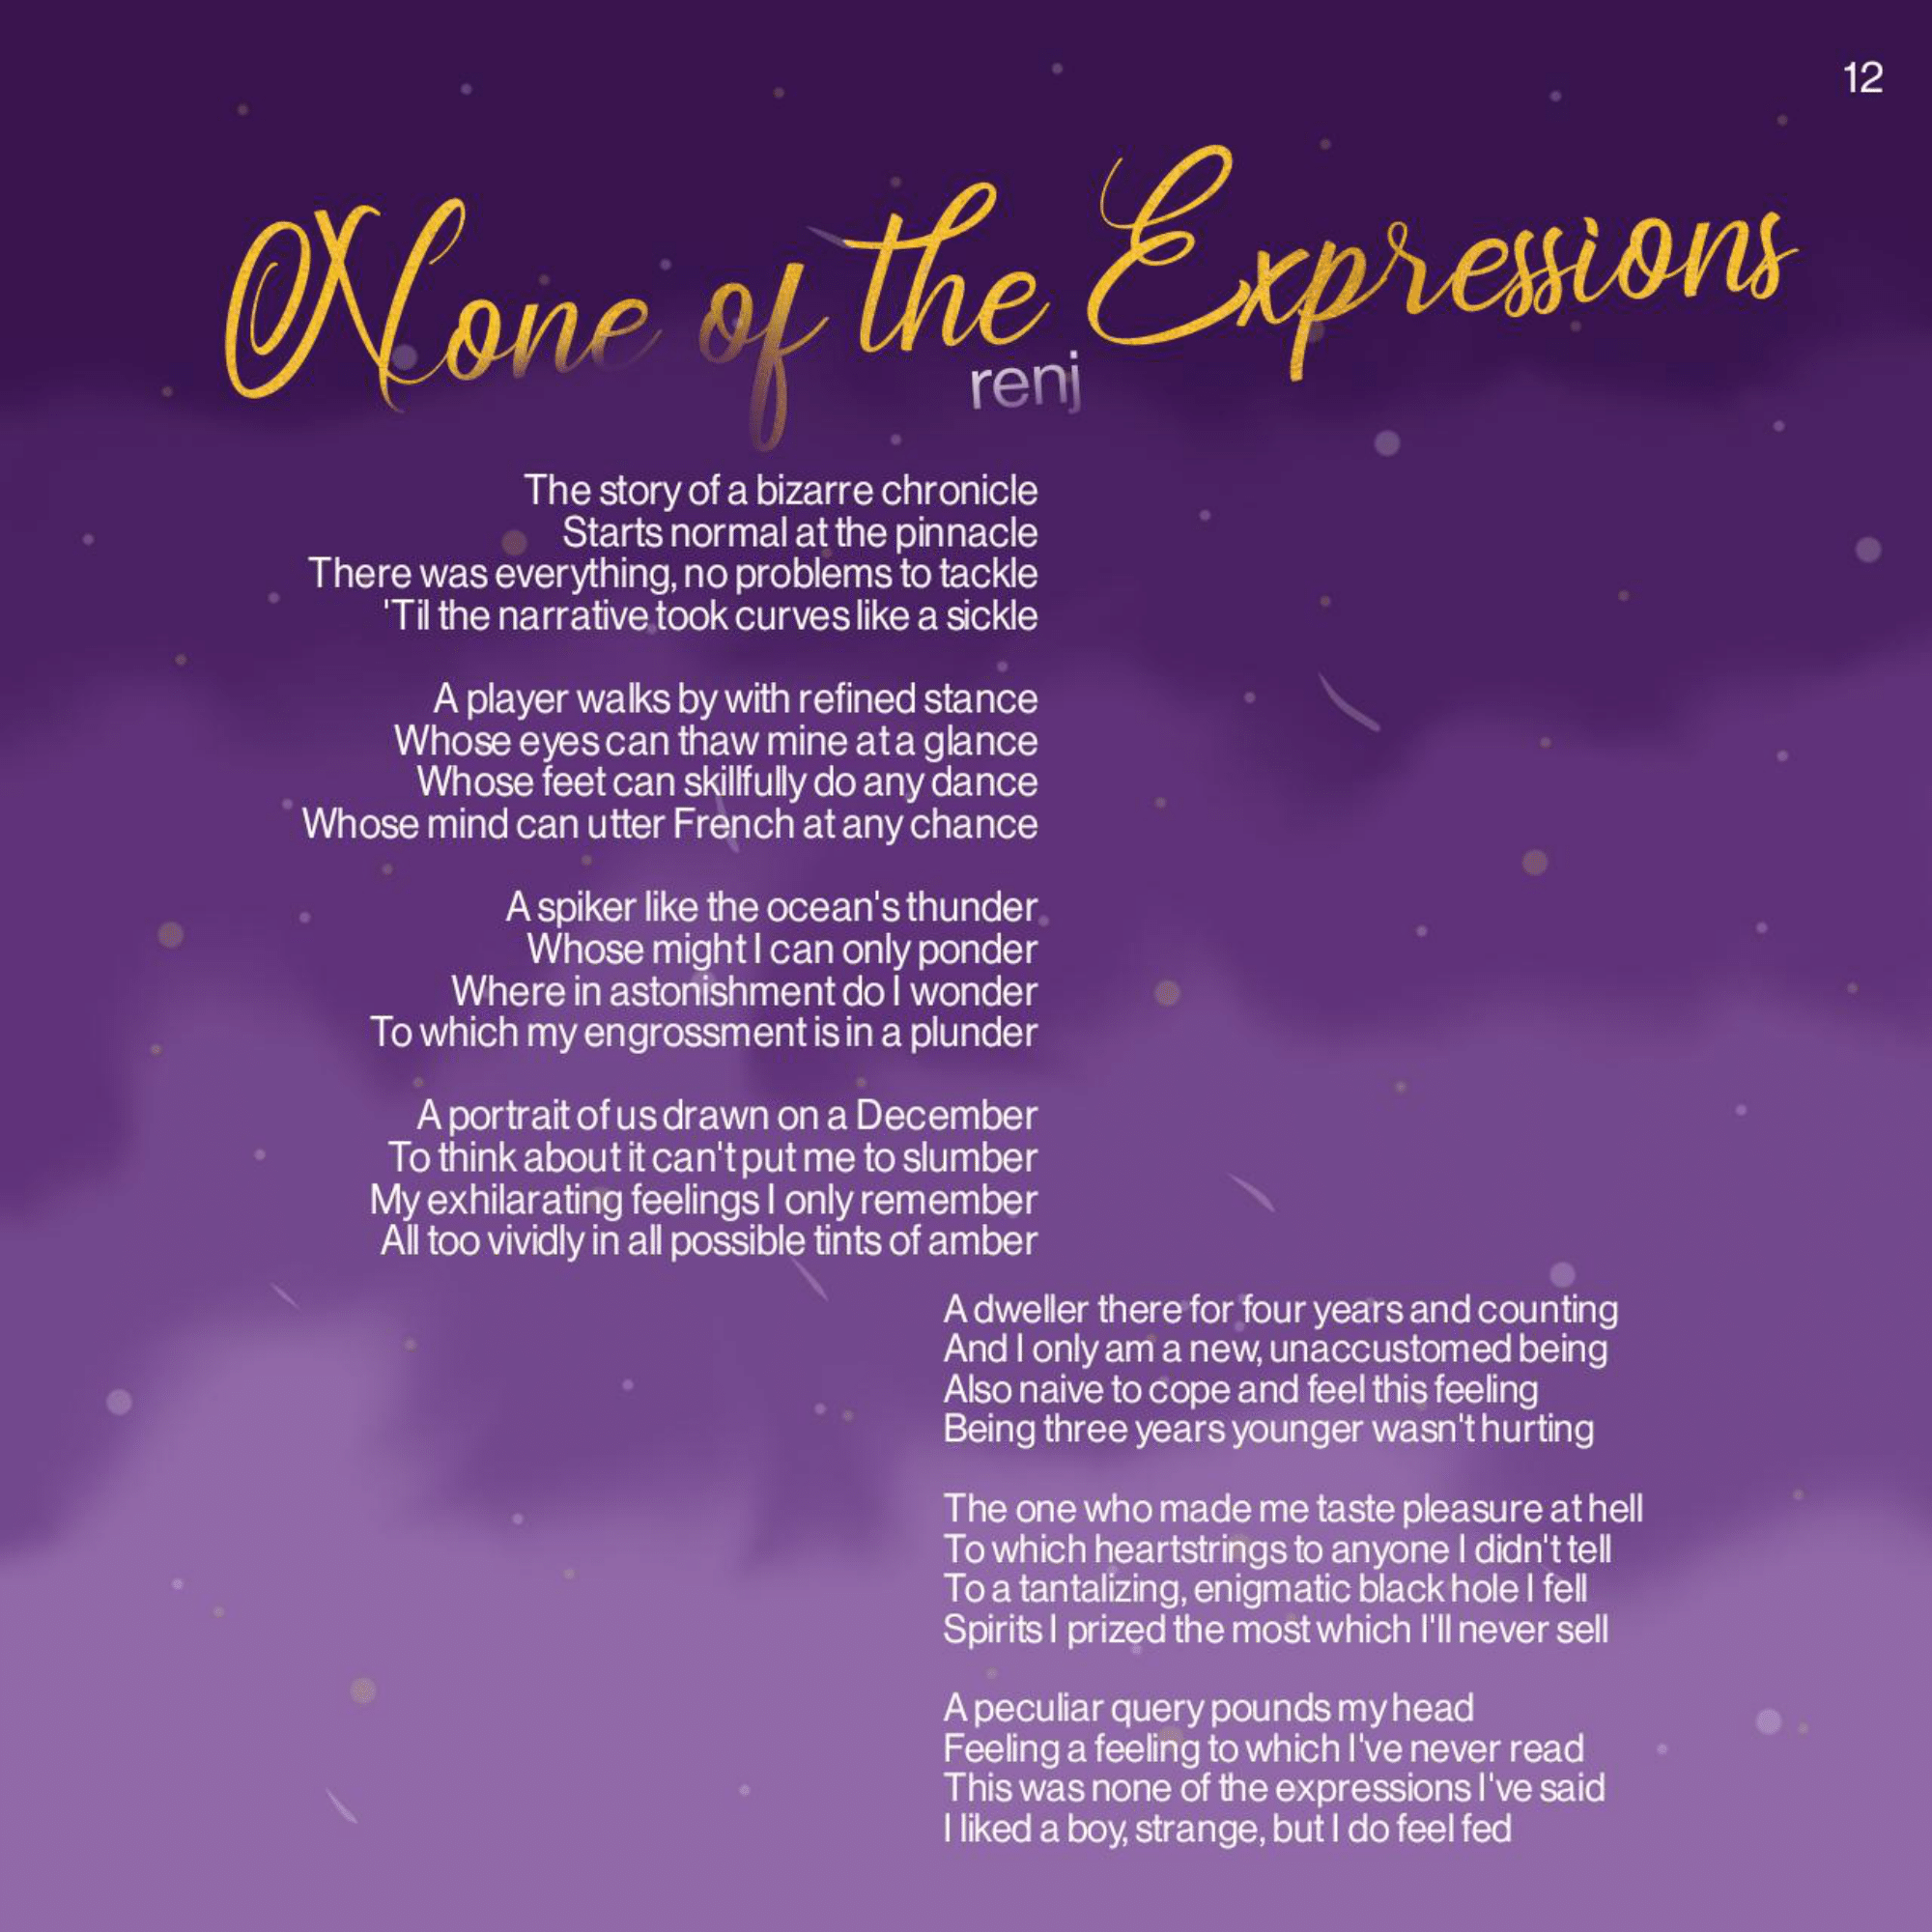 12
None of the Expressions
renj
The story of a bizarre chronicle
Starts normal at the pinnacle
There was everything, no problems to tackle
'Til the narrative took curves like a sickle
A player walks by with refined stance
Whose eyes can thaw mine at a glance
Whose feet can skillfully do any dance
Whose mind can utter French at any chance
A spiker like the ocean's thunder
Whose might I can only ponder
Where in astonishment do I wonder
To which my engrossment is in a plunder
A portrait of us drawn on a December
To think about it can't put me to slumber
My exhilarating feelings I only remember
All too vividly in all possible tints of amber
A dweller there for four years and counting
And I only am a new, unaccustomed being
Also naive to cope and feel this feeling
Being three years younger wasn't hurting
The one who made me taste pleasure at hell
To which heartstrings to anyone I didn't tell
To a tantalizing, enigmatic black hole I fell
Spirits I prized the most which I'll never sell
A peculiar query pounds my head
Feeling a feeling to which I've never read
This was none of the expressions I've said
I liked a boy, strange, but I do feel fed